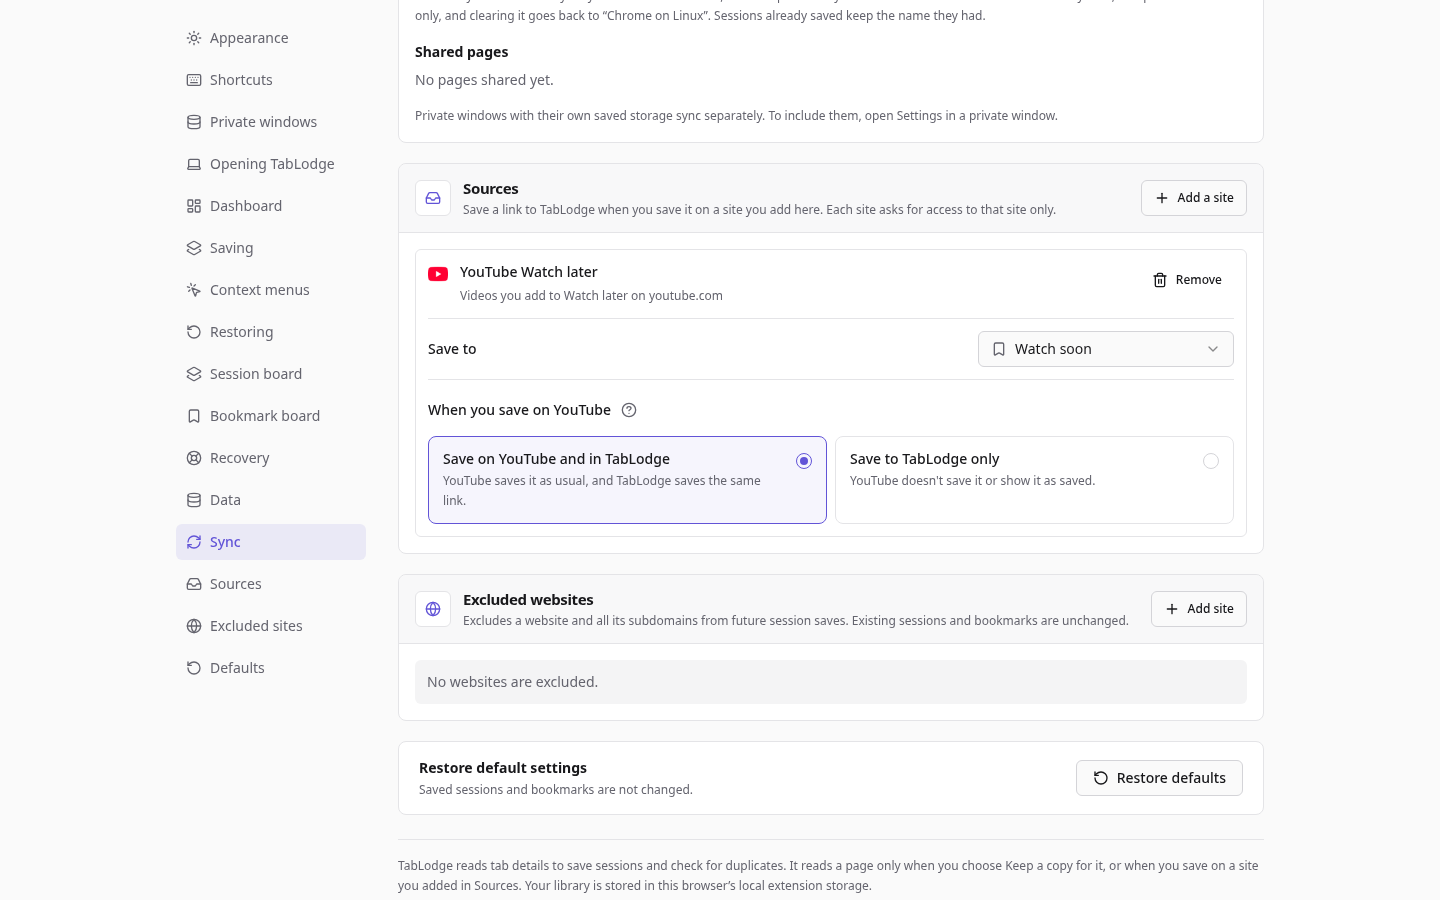 Appearance
Shortcuts
Private windows
Opening TabLodge
Dashboard
Saving
Context menus
Restoring
Session board
Bookmark board
Recovery
Data
Sync
Sources
Excluded sites
Defaults
only, and clearing it goes back to “Chrome on Linux”. Sessions already saved keep the name they had.
Shared pages
No pages shared yet.
Private windows with their own saved storage sync separately. To include them, open Settings in a private window.
Sources
Save a link to TabLodge when you save it on a site you add here. Each site asks for access to that site only.
Add a site
YouTube Watch later
Videos you add to Watch later on youtube.com
Remove
Save to
Watch soon
When you save on YouTube
Save on YouTube and in TabLodge
YouTube saves it as usual, and TabLodge saves the same
link.
Save to TabLodge only
YouTube doesn't save it or show it as saved.
Excluded websites
Excludes a website and all its subdomains from future session saves. Existing sessions and bookmarks are unchanged.
Add site
No websites are excluded.
Restore default settings
Saved sessions and bookmarks are not changed.
Restore defaults
TabLodge reads tab details to save sessions and check for duplicates. It reads a page only when you choose Keep a copy for it, or when you save on a site
you added in Sources. Your library is stored in this browser’s local extension storage.